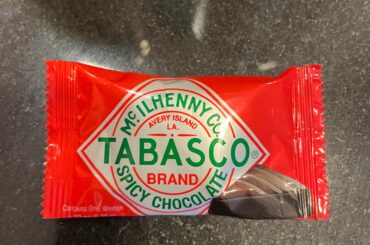 McILHENNY CO.
AVERY ISLAND
LA.
TABASCO®
BRAND
SPICY CHOCOLATE
Contains One Wedge